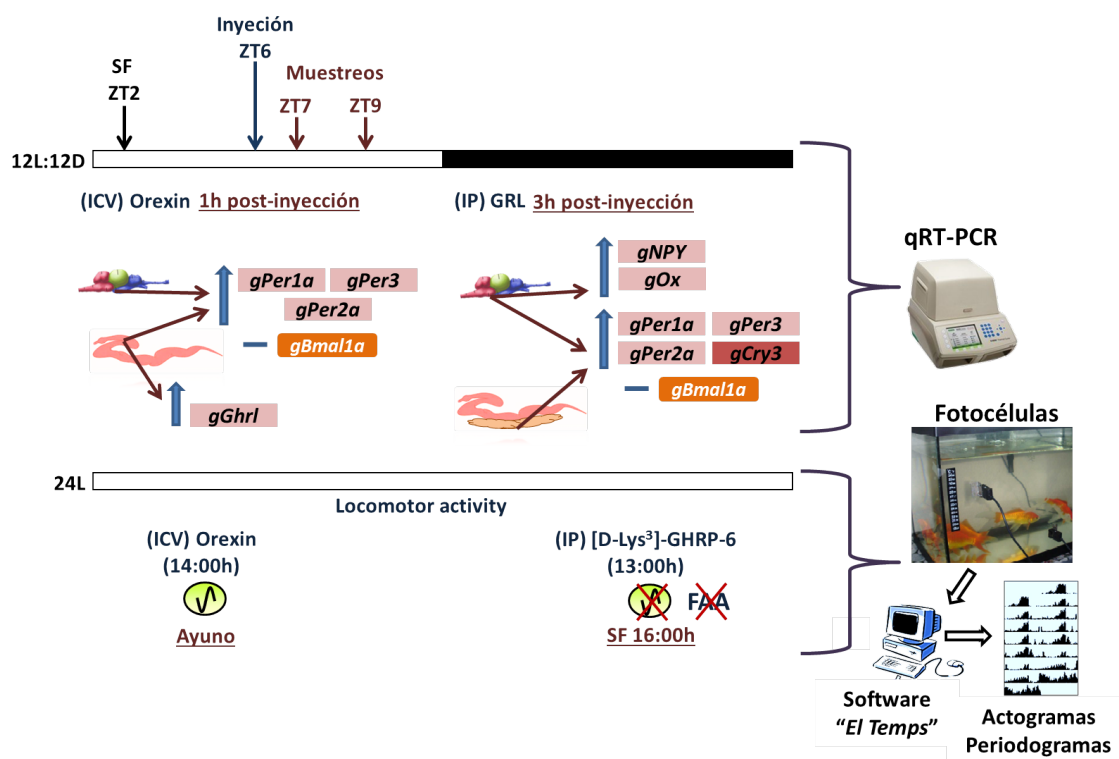 Inyeción
ZT6
SF
ZT2
Muestreos
ZT7
ZT9
12L:12D
(ICV) Orexin 1h post-inyección
(IP) GRL 3h post-inyección
gPer1a
gPer3
gPer2a
gBmal1a
gGhrl
gNPY
gOx
gPer1a
gPer3
gPer2a
gCry3
gBmal1a
qRT-PCR
Fotocélulas
24L
Locomotor activity
(ICV) Orexin
(14:00h)
Ayuno
(IP) [D-Lys³]-GHRP-6
(13:00h)
FAA
SF 16:00h
Software
“El Temps”
Actogramas
Periodogramas